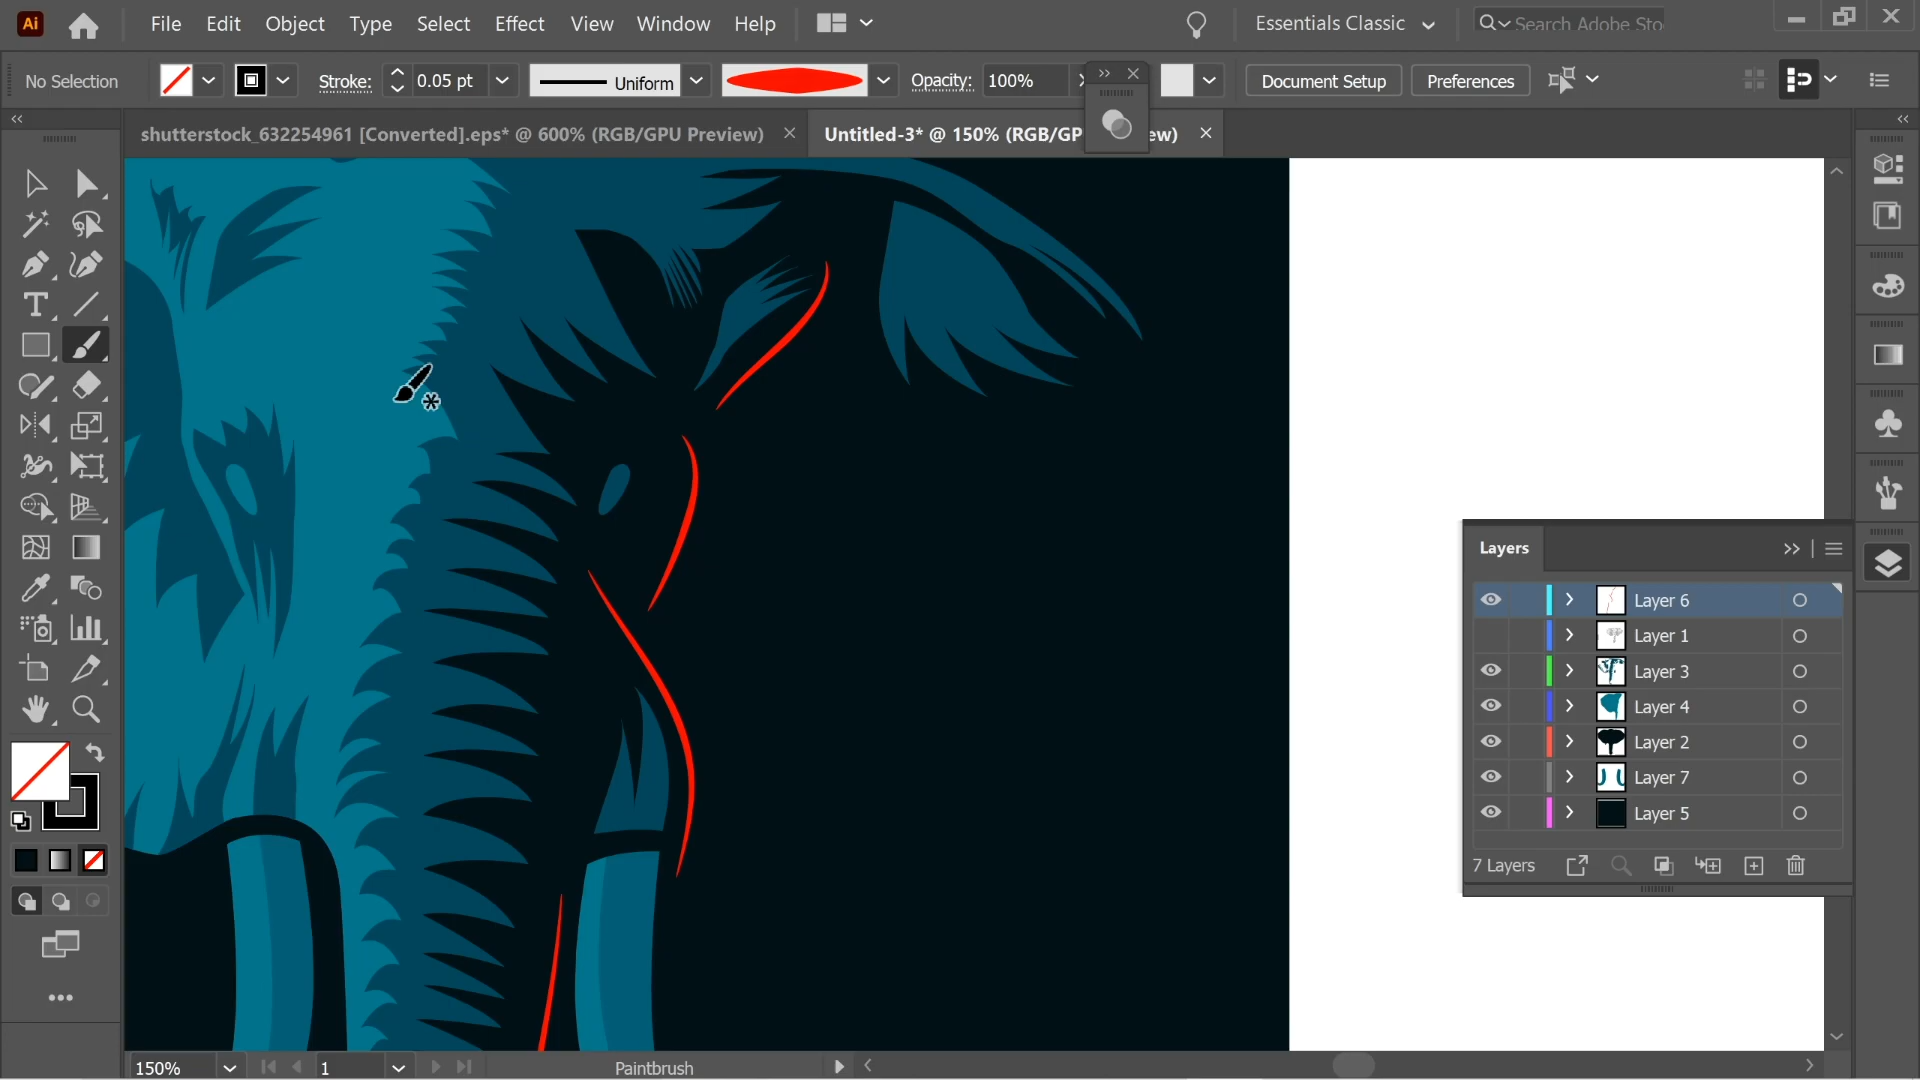 Ai File Edit Object Type Select Effect View Window Help Essentials Classic Search Adobe Sto
No Selection Stroke: 0.05 pt Uniform Opacity: 100% Document Setup Preferences
shutterstock_632254961 [Converted].eps* @ 600% (RGB/GPU Preview) Untitled-3* @ 150% (RGB/GP ew)
Layers
Layer 6
Layer 1
Layer 3
Layer 4
Layer 2
Layer 7
Layer 5
7 Layers
150% 1 Paintbrush